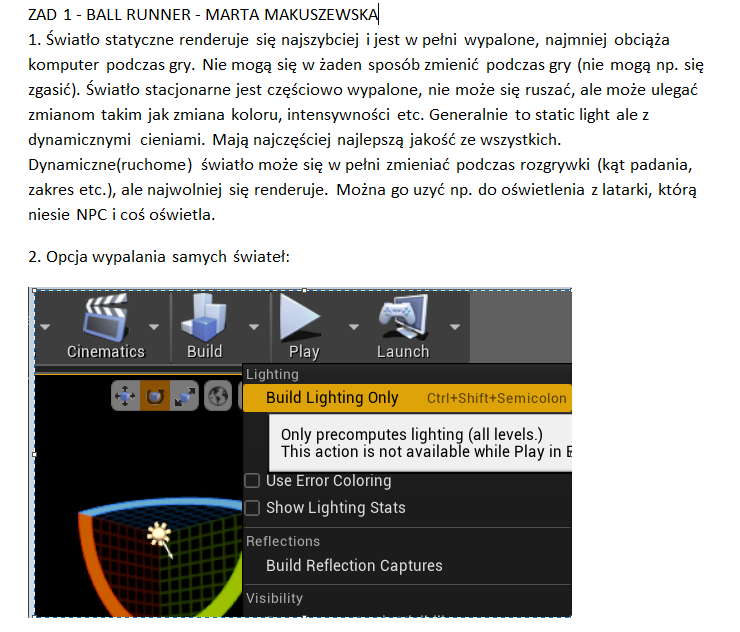 ZAD 1 - BALL RUNNER - MARTA MAKUSZEWSKA
1. Światło statyczne renderuje się najszybciej i jest w pełni wypalone, najmniej obciąża
komputer podczas gry. Nie mogą się w żaden sposób zmienić podczas gry (nie mogą np. się
zgasić). Światło stacjonarne jest częściowo wypalone, nie może się ruszać, ale może ulegać
zmianom takim jak zmiana koloru, intensywności etc. Generalnie to static light ale z
dynamicznymi cieniami. Mają najczęściej najlepszą jakość ze wszystkich.
Dynamiczne(ruchome) światło może się w pełni zmieniać podczas rozgrywki (kąt padania,
zakres etc.), ale najwolniej się renderuje. Można go uzyć np. do oświetlenia z latarki, którą
niesie NPC i coś oświetla.
2. Opcja wypalania samych świateł:
Cinematics Build Play Launch
Lighting
Build Lighting Only Ctrl+Shift+Semicolon
Only precomputes lighting (all levels.)
This action is not available while Play in
Use Error Coloring
Show Lighting Stats
Reflections
Build Reflection Captures
Visibility